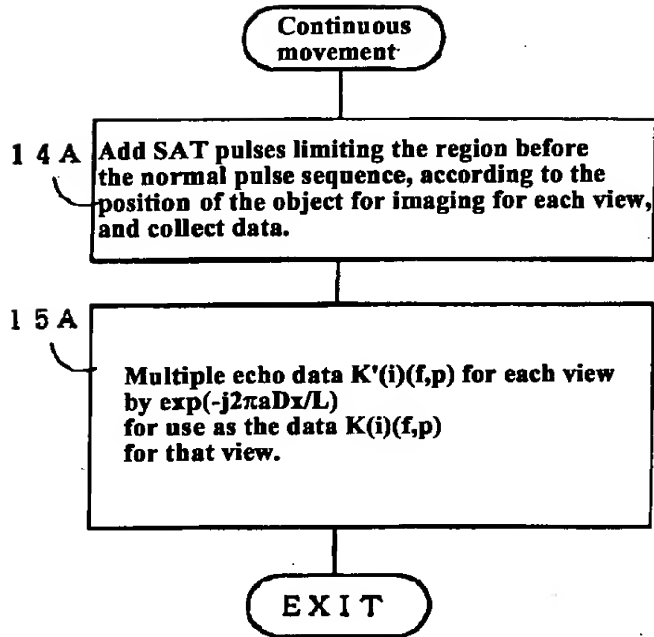 Continuous
movement
14A
Add SAT pulses limiting the region before
the normal pulse sequence, according to the
position of the object for imaging for each view,
and collect data.
15A
Multiple echo data K'(i)(f,p) for each view
by exp(-j2πaDx/L)
for use as the data K(i)(f,p)
for that view.
EXIT